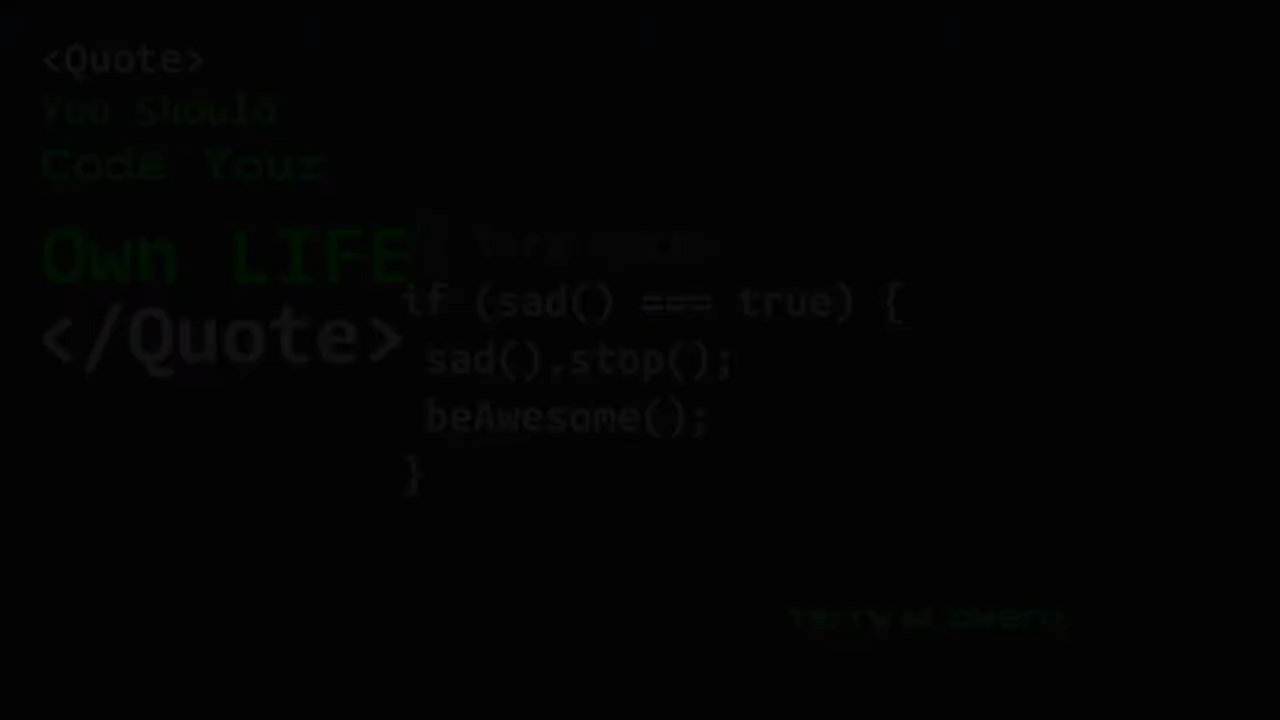 <Quote>
You Should
Code Your
Own LIFE
</Quote>
if (sad() === true) {
sad().stop();
beAwesome();
}